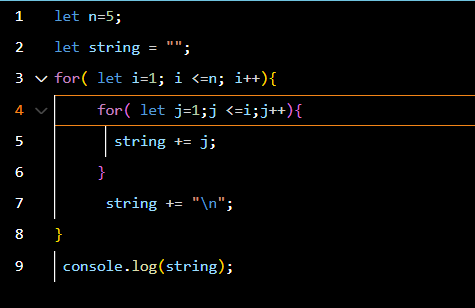 1 let n=5;
2 let string = "";
3 for( let i=1; i <=n; i++){
4 for( let j=1;j <=i;j++){
5 string += j;
6 }
7 string += "\n";
8 }
9 console.log(string);